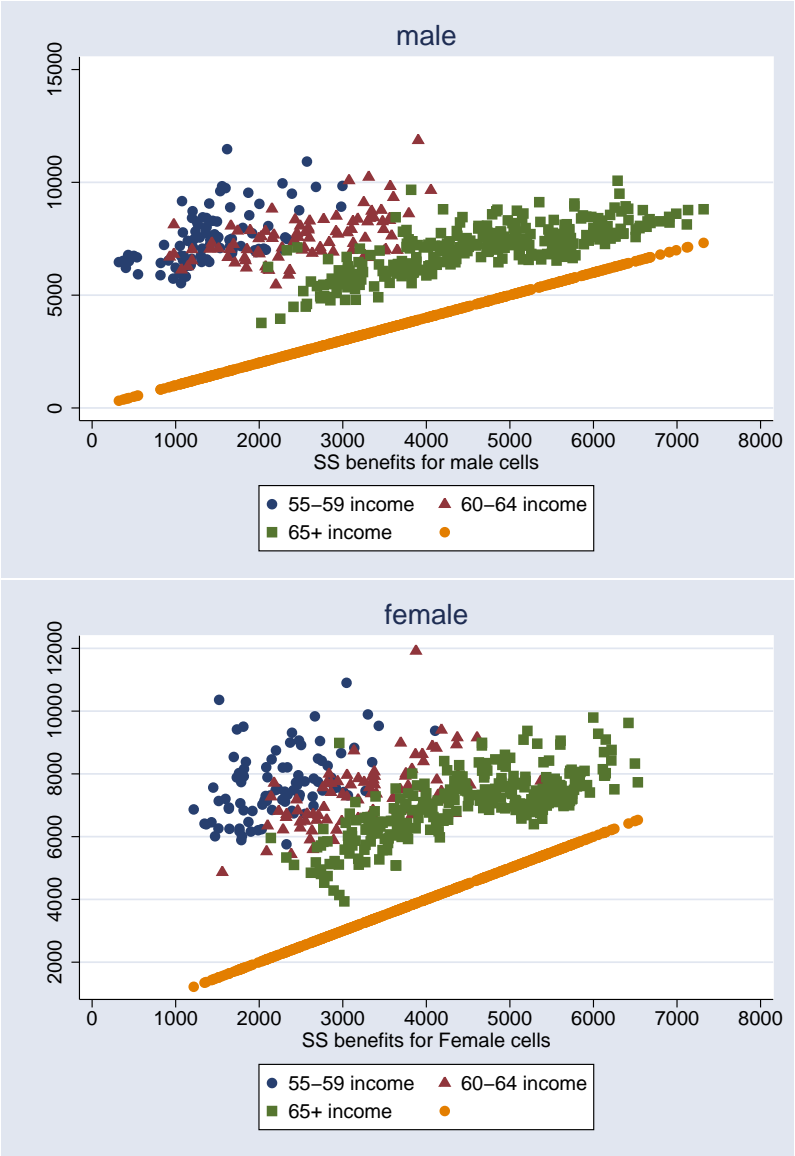 male
15000
10000
5000
0
0 1000 2000 3000 4000 5000 6000 7000 8000
SS benefits for male cells
55−59 income 60−64 income
65+ income
female
12000
10000
8000
6000
4000
2000
0 1000 2000 3000 4000 5000 6000 7000 8000
SS benefits for Female cells
55−59 income 60−64 income
65+ income